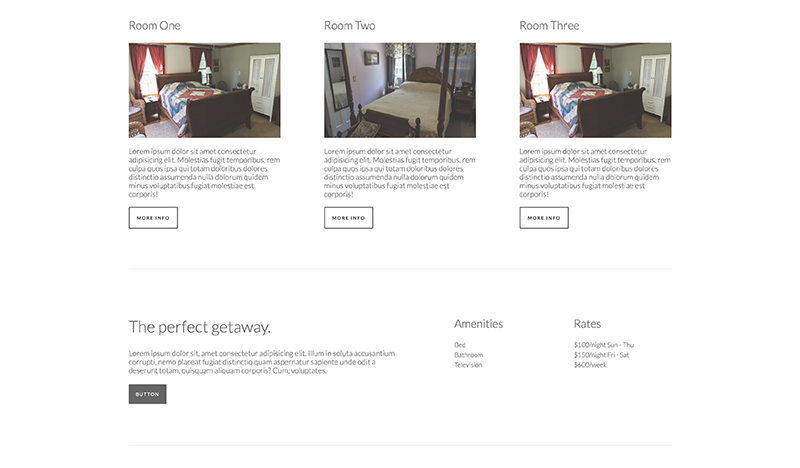 Room One
Lorem ipsum dolor sit amet consectetur
adipisicing elit. Molestias fugit temporibus, rem
culpa quos ipsa qui totam doloribus dolores
distinctio assumenda nulla dolorum quidem
minus voluptatibus fugiat molestiae est
corporis!
MORE INFO
Room Two
Lorem ipsum dolor sit amet consectetur
adipisicing elit. Molestias fugit temporibus, rem
culpa quos ipsa qui totam doloribus dolores
distinctio assumenda nulla dolorum quidem
minus voluptatibus fugiat molestiae est
corporis!
MORE INFO
Room Three
Lorem ipsum dolor sit amet consectetur
adipisicing elit. Molestias fugit temporibus, rem
culpa quos ipsa qui totam doloribus dolores
distinctio assumenda nulla dolorum quidem
minus voluptatibus fugiat molestiae est
corporis!
MORE INFO
The perfect getaway.
Lorem ipsum dolor sit, amet consectetur adipisicing elit. Illum in soluta accusantium
corrupti, nemo placeat fugiat distinctio quam aspernatur sapiente unde odit a
deserunt totam, quisquam aliquam corporis? Cum, voluptates.
BUTTON
Amenities
Bed
Bathroom
Television
Rates
$100/night Sun - Thu
$150/night Fri - Sat
$600/week